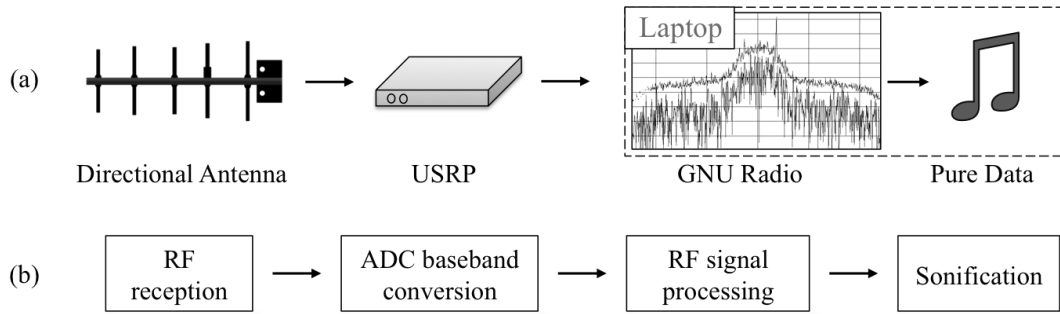 Laptop
(a)
Directional Antenna
USRP
GNU Radio
Pure Data
(b)
RF
reception
ADC baseband
conversion
RF signal
processing
Sonification